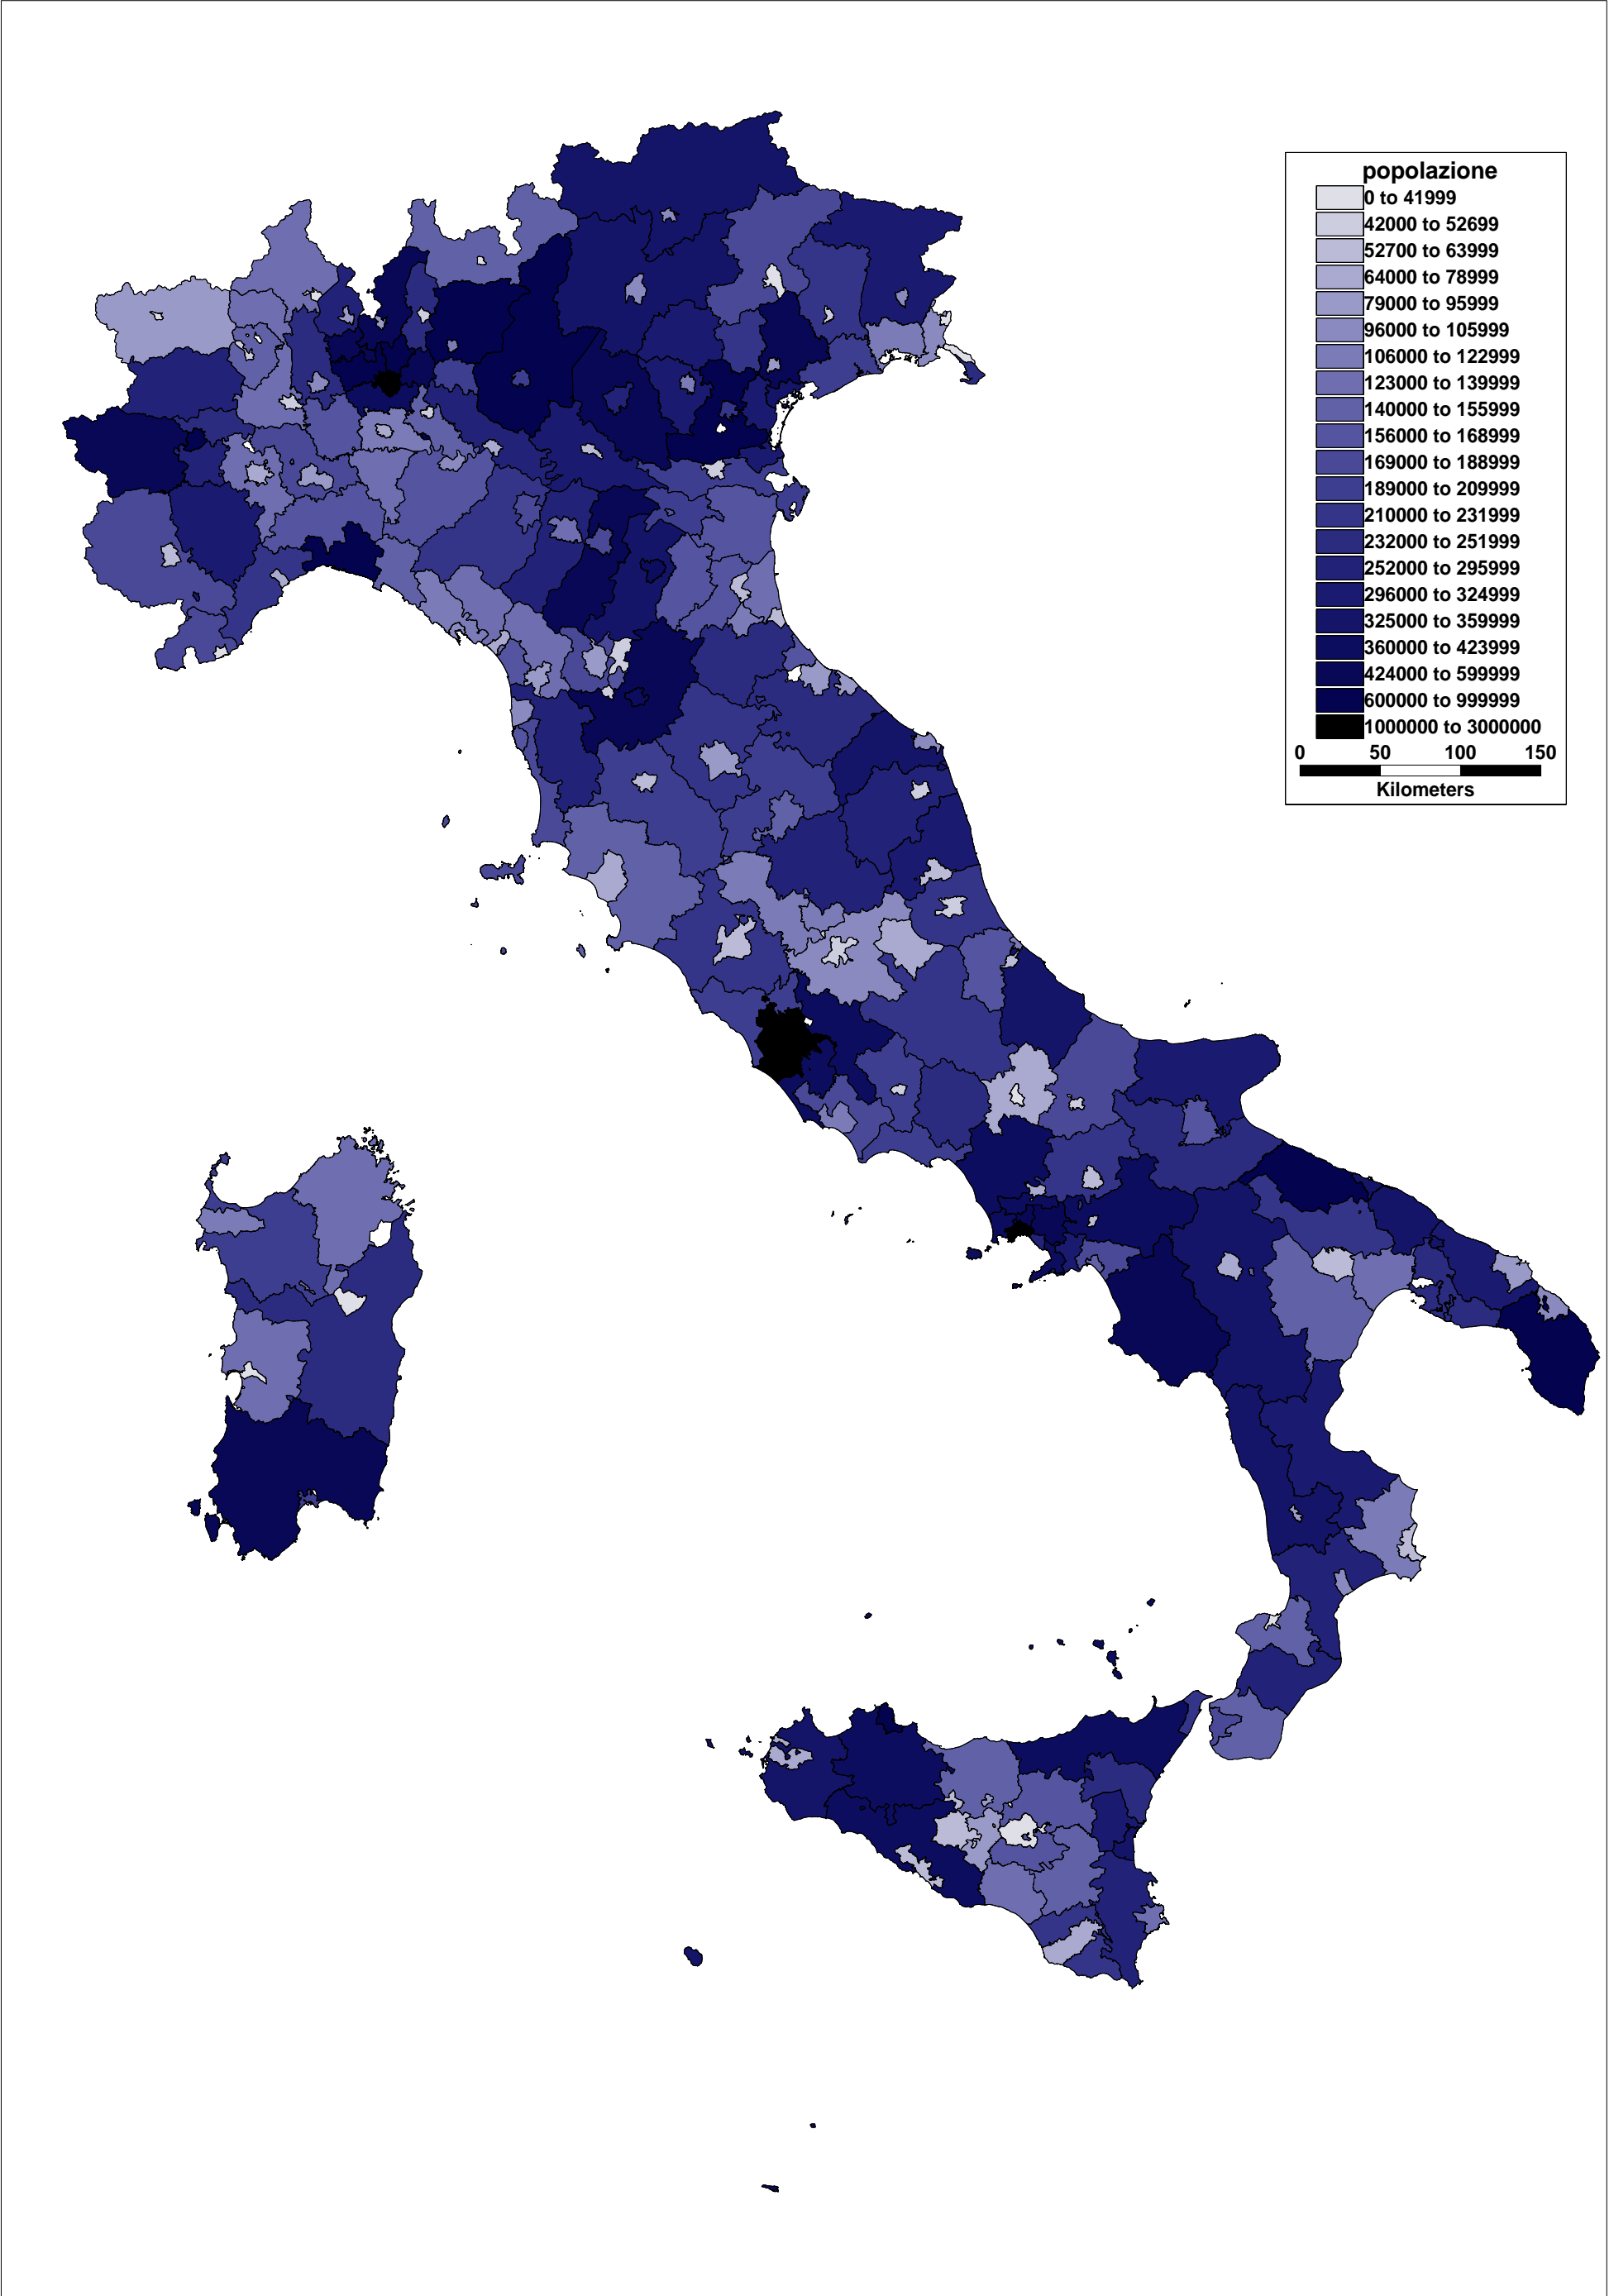 popolazione
0 to 41999
42000 to 52699
52700 to 63999
64000 to 78999
79000 to 95999
96000 to 105999
106000 to 122999
123000 to 139999
140000 to 155999
156000 to 168999
169000 to 188999
189000 to 209999
210000 to 231999
232000 to 251999
252000 to 295999
296000 to 324999
325000 to 359999
360000 to 423999
424000 to 599999
600000 to 999999
1000000 to 3000000
0 50 100 150
Kilometers